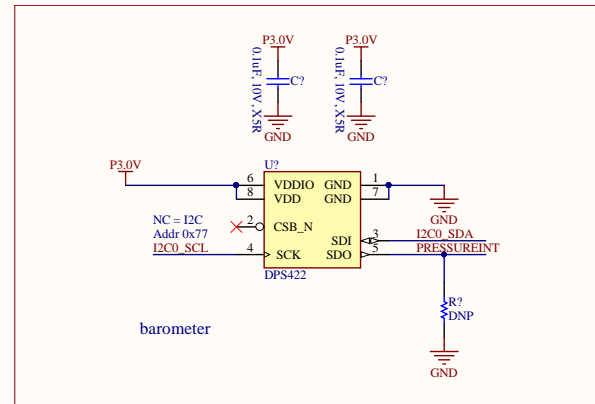 P3.0V
P3.0V
0.1uF, 10V, X5R
C?
0.1uF, 10V, X5R
C?
GND
GND
U?
P3.0V
6
VDDIO
GND
1
8
VDD
GND
7
GND
NC = I2C
2
CSB_N
Addr 0x77
SDI
3
I2C0_SDA
I2C0_SCL
4
SCK
SDO
5
PRESSUREINT
DPS422
R?
DNP
barometer
GND